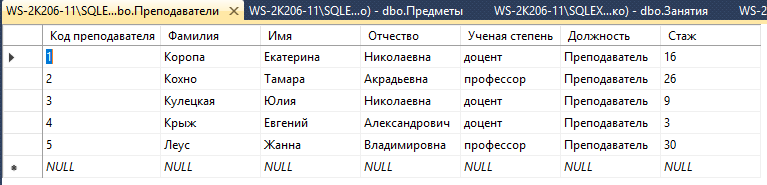 WS-2K206-11\SQLE...bo.Преподаватели WS-2K206-11\SQLE...o) - dbo.Предметы WS-2K206-11\SQLEX...ко) - dbo.Занятия WS-2
Код преподавателя Фамилия Имя Отчество Ученая степень Должность Стаж
1 Коропа Екатерина Николаевна доцент Преподаватель 16
2 Кохно Тамара Акрадьевна профессор Преподаватель 26
3 Кулецкая Юлия Николаевна доцент Преподаватель 9
4 Крыж Евгений Александрович доцент Преподаватель 3
5 Леус Жанна Владимировна профессор Преподаватель 30
NULL NULL NULL NULL NULL NULL NULL